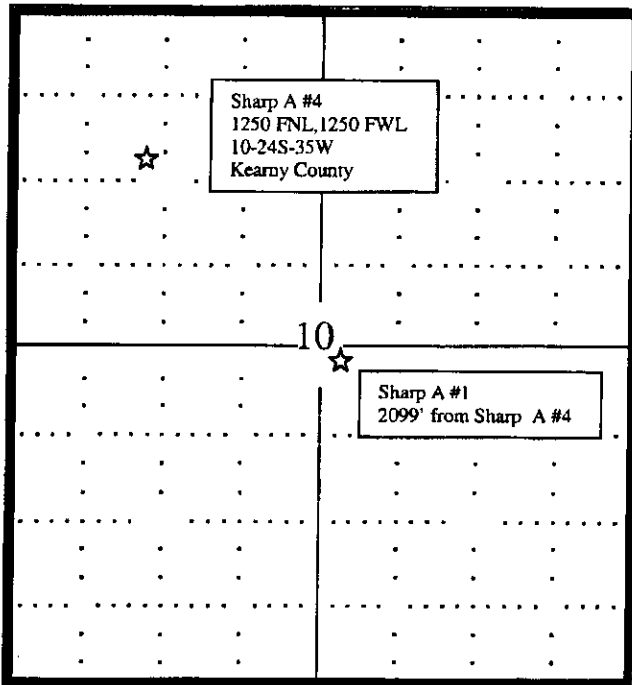 Sharp A #4
1250 FNL,1250 FWL
10-24S-35W
Kearny County
10
Sharp A #1
2099' from Sharp A #4